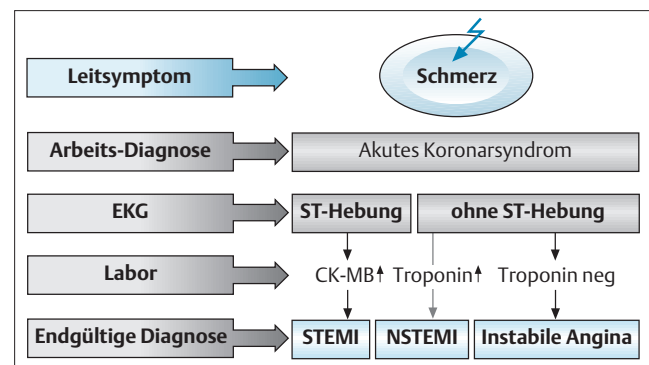 Leitsymptom
Schmerz
Arbeits-Diagnose
Akutes Koronarsyndrom
EKG
ST-Hebung
ohne ST-Hebung
Labor
CK-MB
Troponin
Troponin neg
Endgültige Diagnose
STEMI
NSTEMI
Instabile Angina